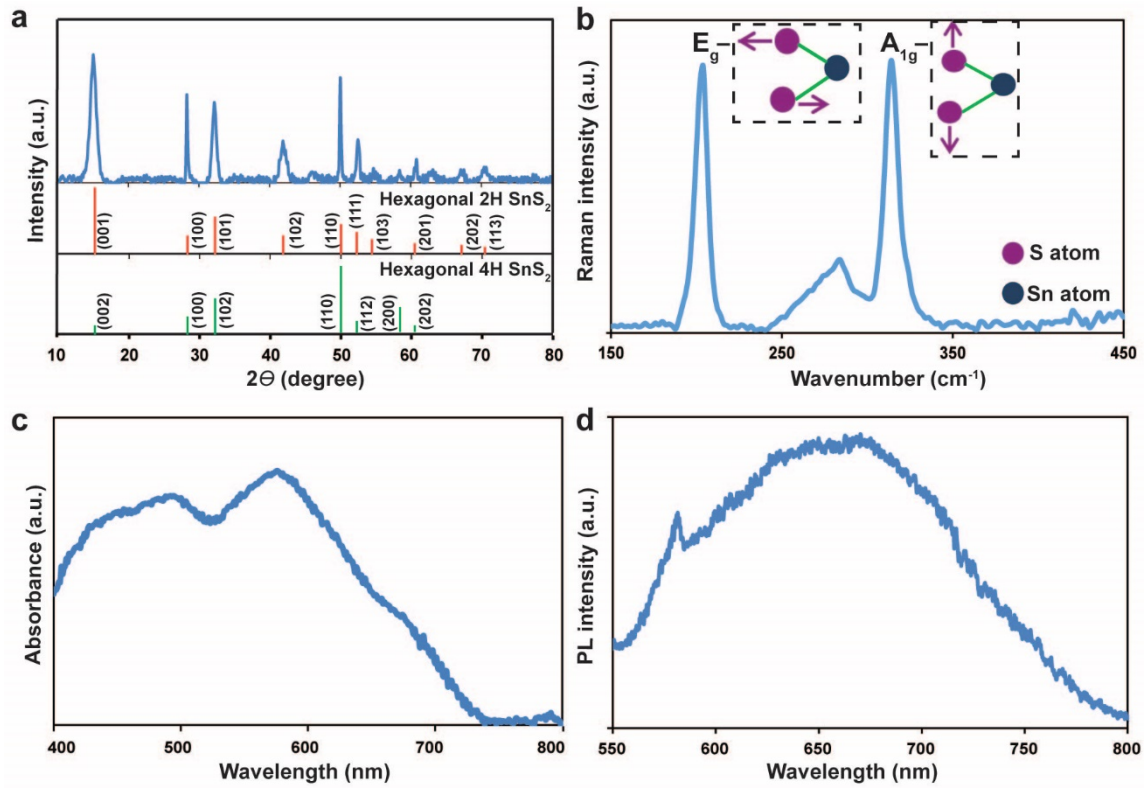 a
Intensity (a.u.)
Hexagonal 2H SnS2
(001)
(100)
(101)
(102)
(110)
(111)
(103)
(201)
(202)
(113)
Hexagonal 4H SnS2
(002)
(100)
(102)
(110)
(112)
(200)
(202)
10 20 30 40 50 60 70 80
2Θ (degree)
b
Raman intensity (a.u.)
Eg
A1g
S atom
Sn atom
150 250 350 450
Wavenumber (cm-1)
c
Absorbance (a.u.)
400 500 600 700 800
Wavelength (nm)
d
PL intensity (a.u.)
550 600 650 700 750 800
Wavelength (nm)